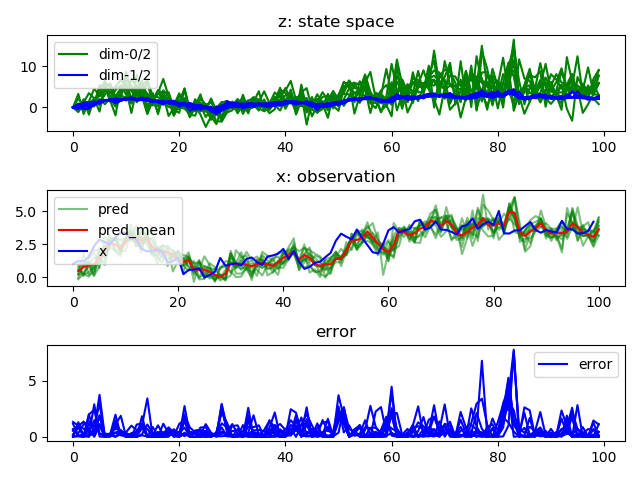 z: state space
dim-0/2
dim-1/2
10
0
0 20 40 60 80 100
x: observation
pred
pred_mean
x
5.0
2.5
0.0
0 20 40 60 80 100
error
error
5
0
0 20 40 60 80 100